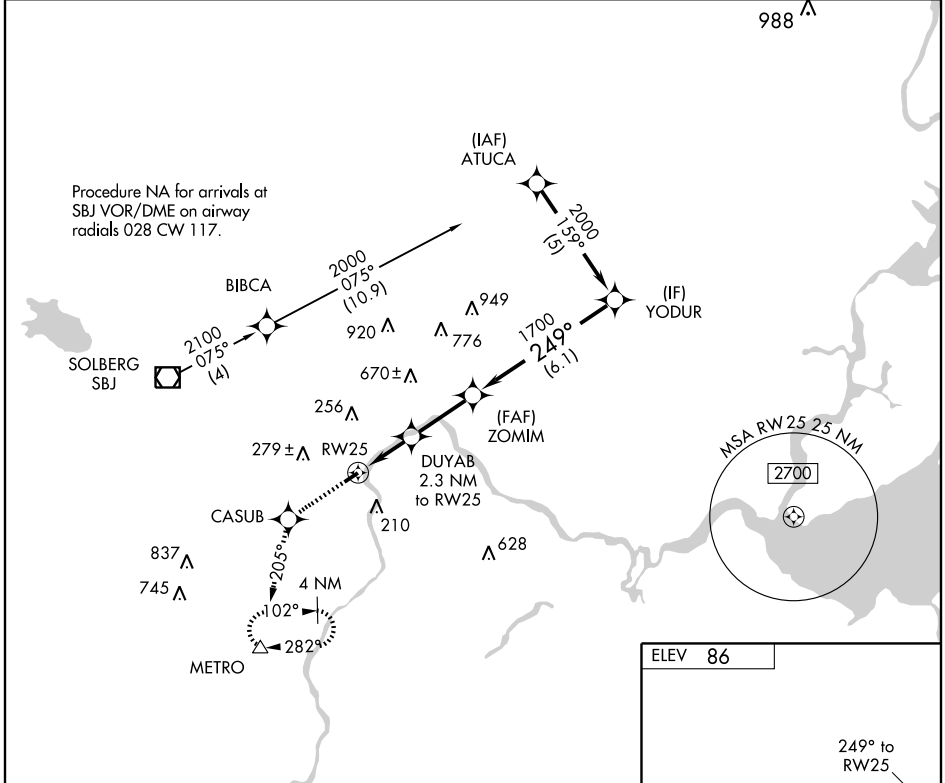 988
(IAF)
ATUCA
Procedure NA for arrivals at
SBJ VOR/DME on airway
radials 028 CW 117.
2000
159°
(5)
BIBCA
2000
075°
(10.9)
(IF)
YODUR
949
920
776
1700
249°
(6.1)
2100
075°
(4)
SOLBERG
SBJ
670±
256
(FAF)
ZOMIM
279±
RW25
DUYAB
2.3 NM
to RW25
MSA RW25 25 NM
2700
CASUB
210
628
837
745
205°
4 NM
102°
282°
METRO
ELEV 86
249° to
RW25